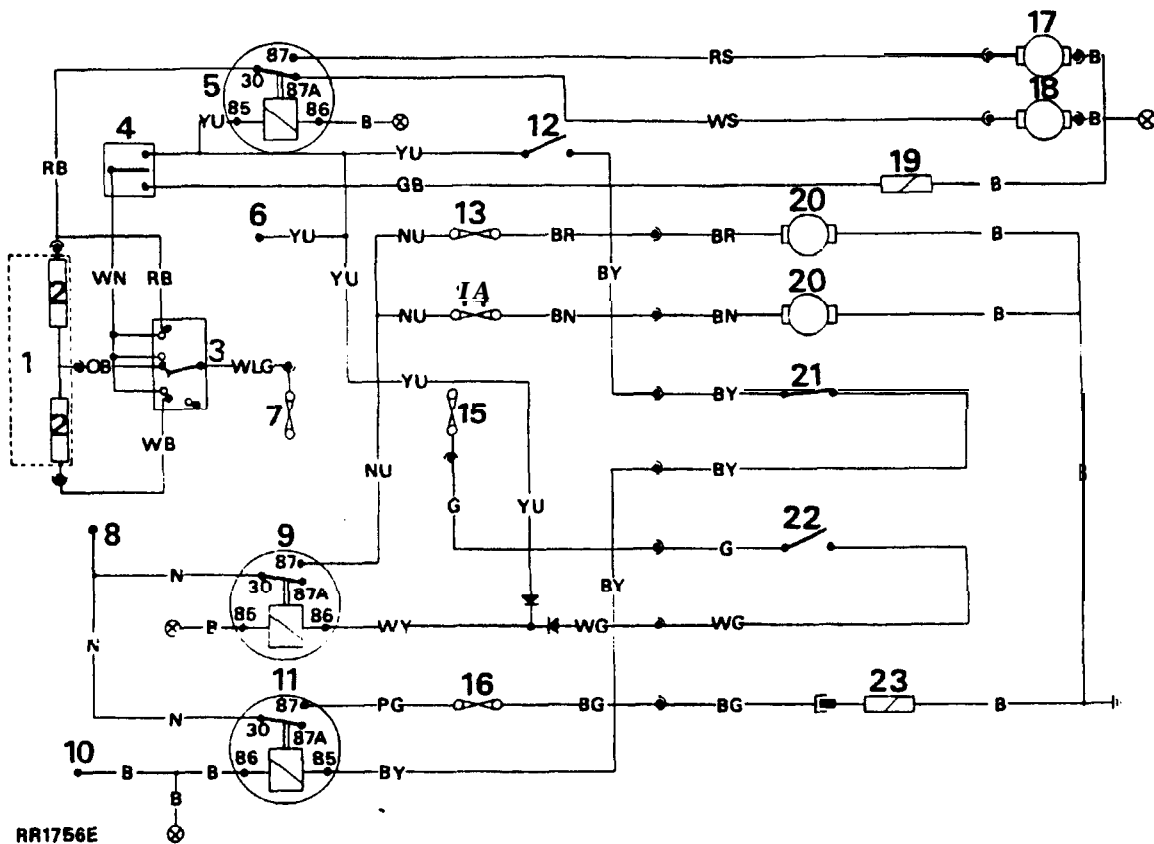 87 RS 17 B
30 87A
5 85 86 18
YU B WS B
4 12
RB YU
GB 19 B
6 YU 13 20
NU BR BR B
WN RB YU BY
2 14 20
NU BN BN B
1 OB 3 WLG
YU BY 21
7 15
2 WB
NU BY B
G YU
8 22
9 87 G
N 30 87A BY
85 86
B WY WG WG
N
11 16 23
87 PG BG BG B
N 30 87A
10 86 85
B B BY
B
RR1756E